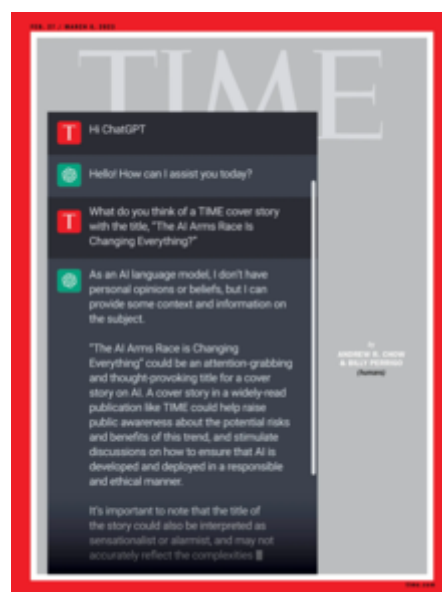 FEB. 27 / MARCH 6, 2023
TIME
T Hi ChatGPT
Hello! How can I assist you today?
T What do you think of a TIME cover story
with the title, "The AI Arms Race Is
Changing Everything?"
As an AI language model, I don't have
personal opinions or beliefs, but I can
provide some context and information on
the subject.
"The AI Arms Race is Changing
Everything" could be an attention-grabbing
and thought-provoking title for a cover
story on AI. A cover story in a widely-read
publication like TIME could help raise
public awareness about the potential risks
and benefits of this trend, and stimulate
discussions on how to ensure that AI is
developed and deployed in a responsible
and ethical manner.
It's important to note that the title of
the story could also be interpreted as
sensationalist or alarmist, and may not
accurately reflect the complexities
by
ANDREW R. CHOW
& BILLY PERRIGO
(humans)
time.com